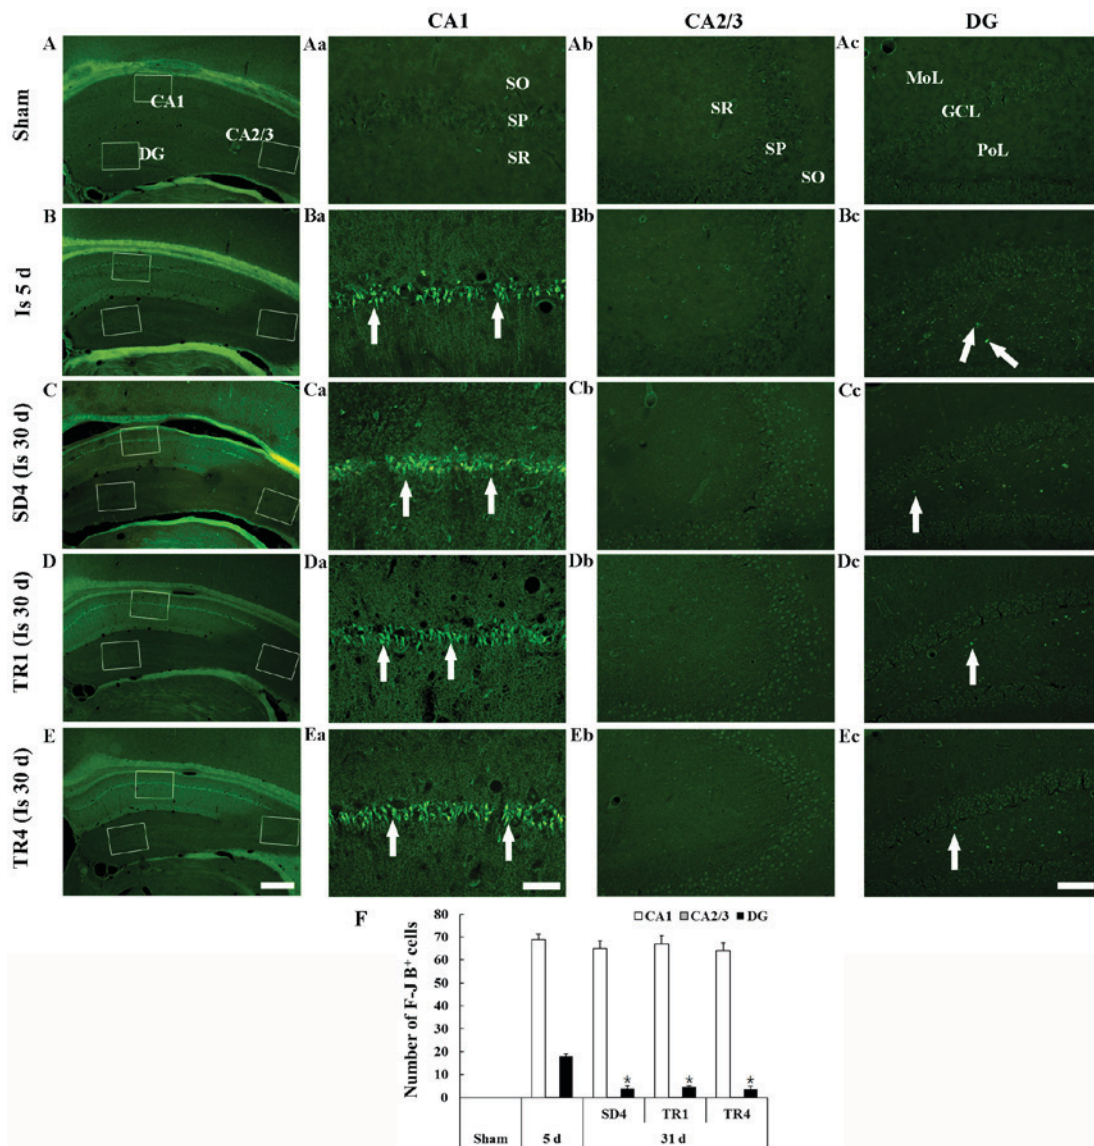 CA1 CA2/3 DG
Sham
A Aa Ab Ac
CA1
CA2/3
DG
SO
SP
SR
SR
SP
SO
MoL
GCL
PoL
Is 5 d
B Ba Bb Bc
SD4 (Is 30 d)
C Ca Cb Cc
TR1 (Is 30 d)
D Da Db Dc
TR4 (Is 30 d)
E Ea Eb Ec
F
CA1 CA2/3 DG
Number of F-J B+ cells
80
70
60
50
40
30
20
10
0
* * *
SD4 TR1 TR4
Sham 5 d 31 d